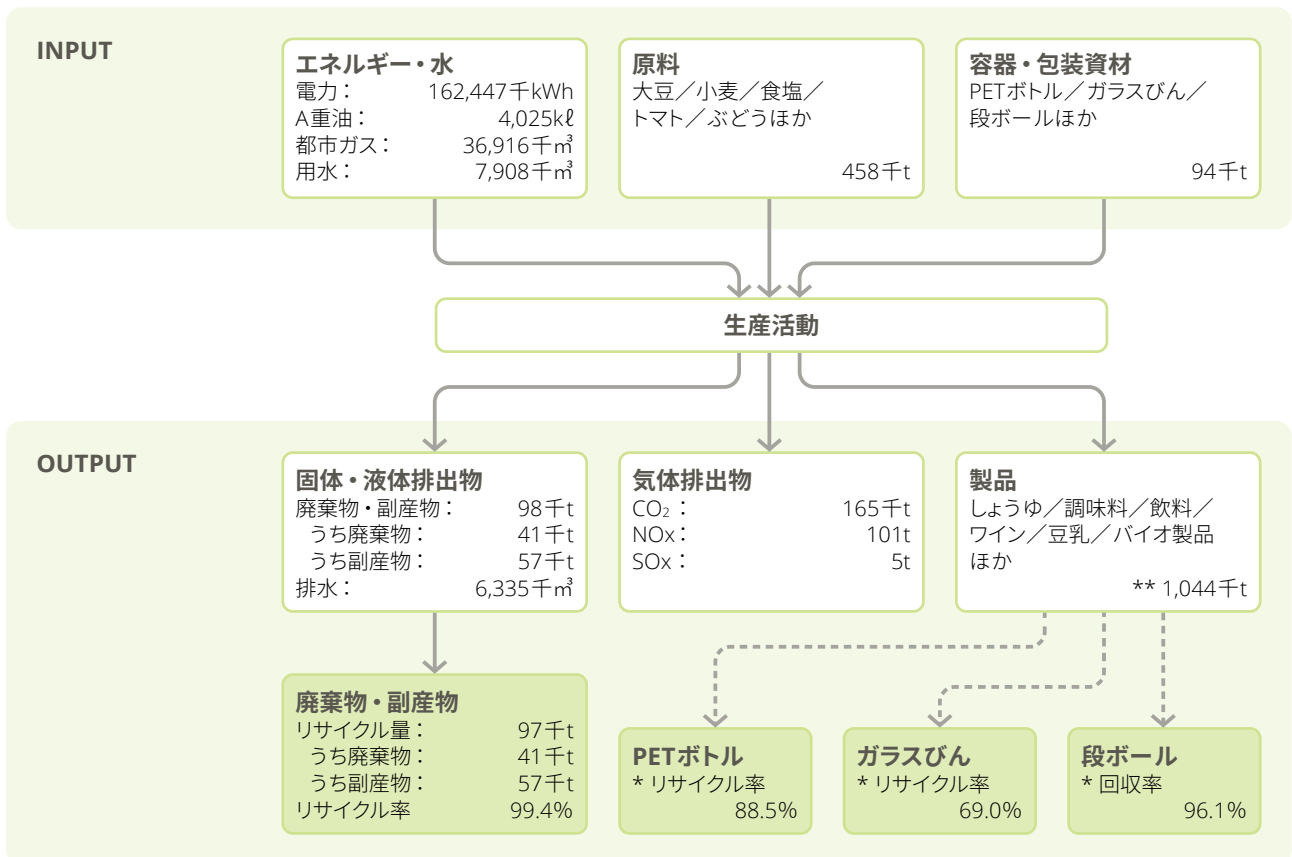 INPUT
エネルギー・水
電力： 162,447千kWh
A重油： 4,025kℓ
都市ガス： 36,916千㎥
用水： 7,908千㎥
原料
大豆／小麦／食塩／
トマト／ぶどうほか
458千t
容器・包装資材
PETボトル／ガラスびん／
段ボールほか
94千t
生産活動
OUTPUT
固体・液体排出物
廃棄物・副産物： 98千t
うち廃棄物： 41千t
うち副産物： 57千t
排水： 6,335千㎥
気体排出物
CO₂： 165千t
NOx： 101t
SOx： 5t
製品
しょうゆ／調味料／飲料／
ワイン／豆乳／バイオ製品
ほか
** 1,044千t
廃棄物・副産物
リサイクル量： 97千t
うち廃棄物： 41千t
うち副産物： 57千t
リサイクル率 99.4%
PETボトル
* リサイクル率
88.5%
ガラスびん
* リサイクル率
69.0%
段ボール
* 回収率
96.1%